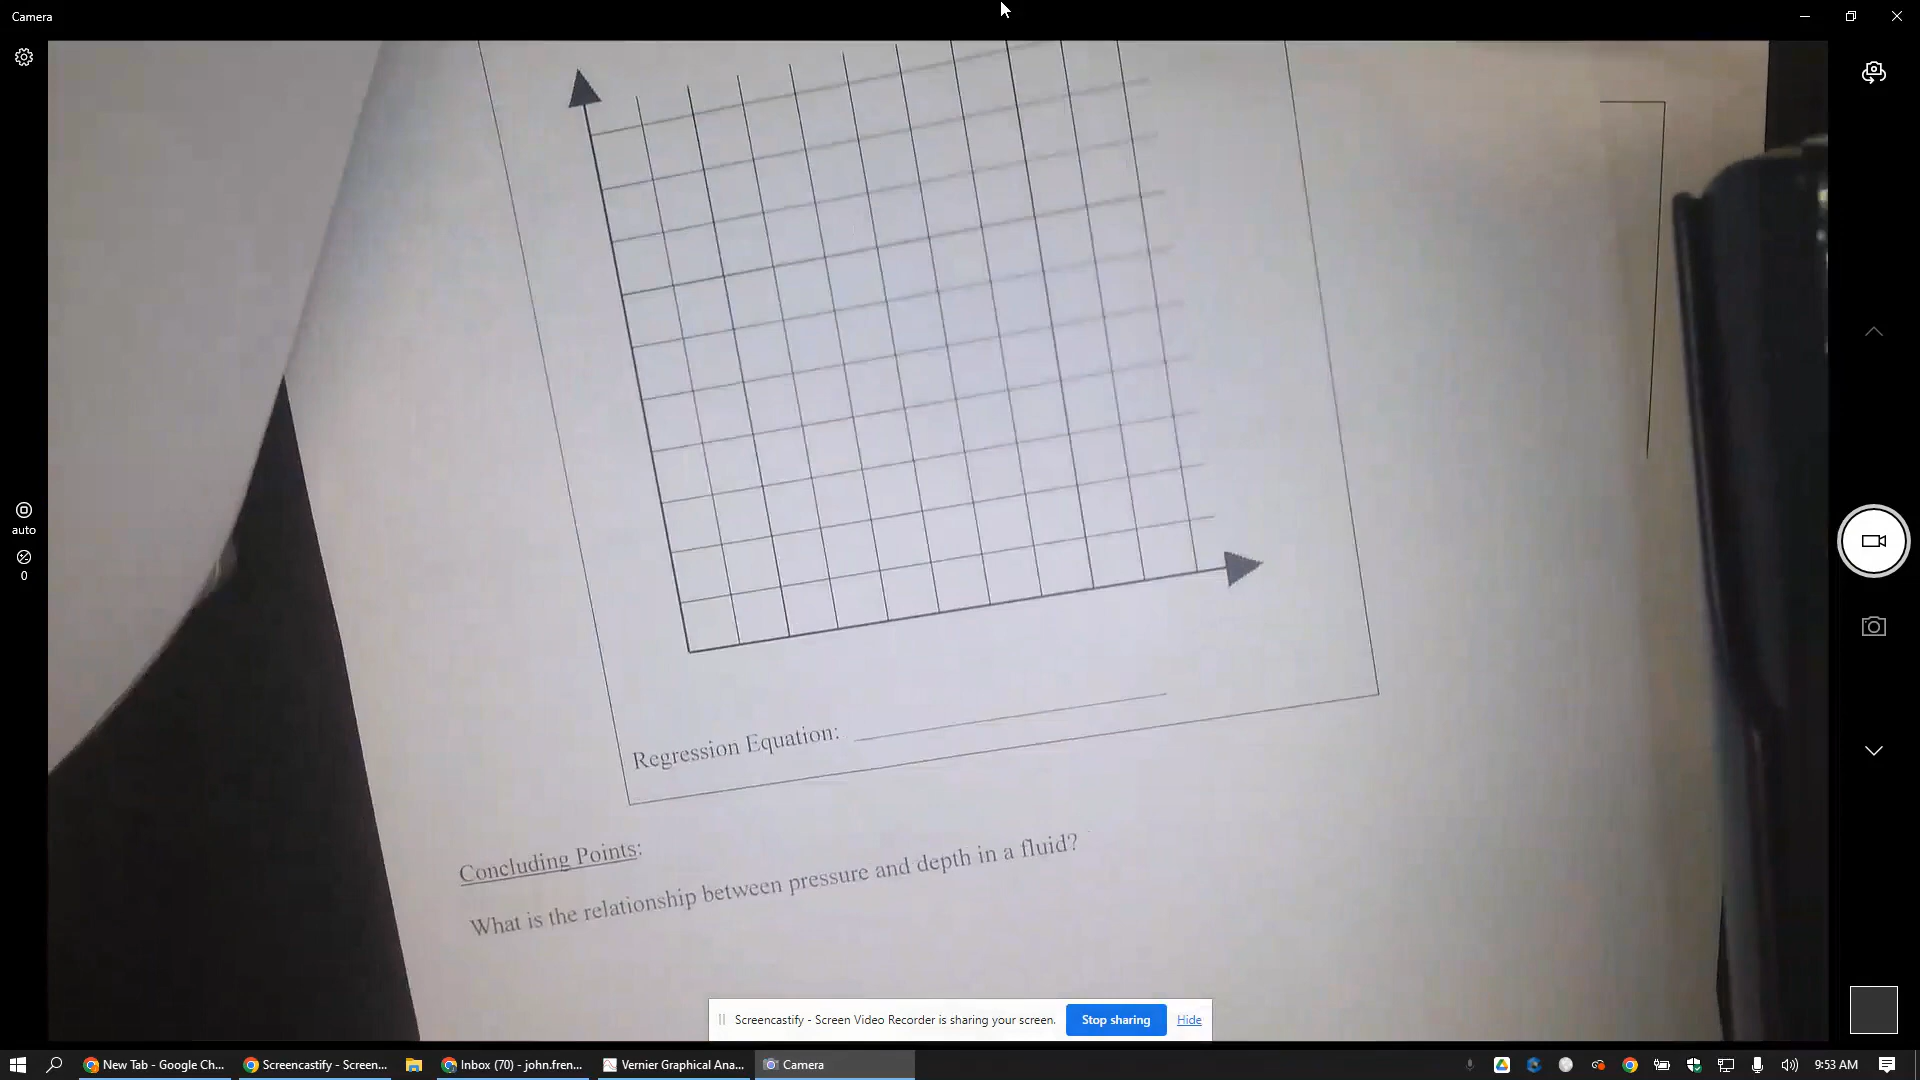 Camera
auto
0
Regression Equation:
Concluding Points:
What is the relationship between pressure and depth in a fluid?
Screencastify - Screen Video Recorder is sharing your screen.
Stop sharing
Hide
New Tab - Google Ch...
Screencastify - Screen...
Inbox (70) - john.fren...
Vernier Graphical Ana...
Camera
9:53 AM